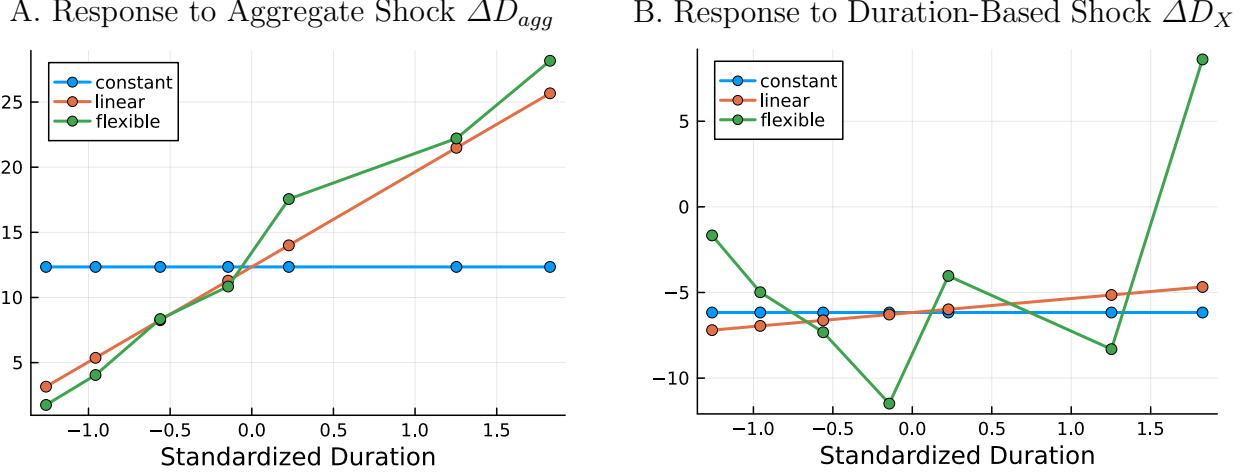 A. Response to Aggregate Shock ΔD_agg
constant
linear
flexible
25
20
15
10
5
−1.0 −0.5 0.0 0.5 1.0 1.5
Standardized Duration
B. Response to Duration-Based Shock ΔD_X
constant
linear
flexible
5
0
−5
−10
−1.0 −0.5 0.0 0.5 1.0 1.5
Standardized Duration